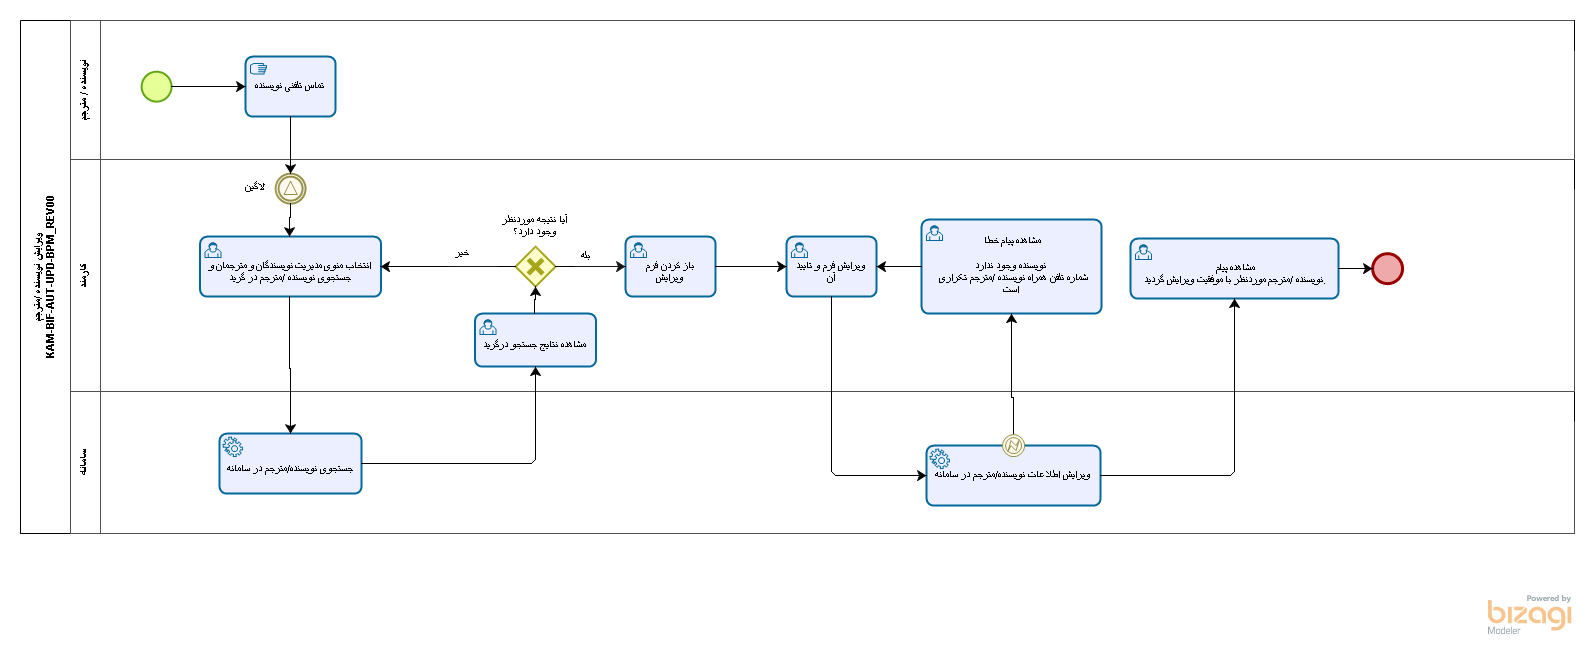 ویرایش نویسنده /مترجم
KAM-BIF-AUT-UPD-BPM_REV00
نویسنده / مترجم
تماس تلفنی نویسنده
کارمند
لاگین
انتخاب منوی مدیریت نویسندگان و مترجمان و
جستجوی نویسنده /مترجم در گرید
خیر
آیا نتیجه موردنظر
وجود دارد؟
بله
مشاهده نتایج جستجو درگرید
باز کردن فرم
ویرایش
ویرایش فرم و تایید
آن
مشاهده پیام خطا
نویسنده وجود ندارد
شماره تلفن همراه نویسنده /مترجم تکراری
است
مشاهده پیام
نویسنده /مترجم موردنظر با موفقیت ویرایش گردید.
سامانه
جستجوی نویسنده/مترجم در سامانه
ویرایش اطلاعات نویسنده/مترجم در سامانه
Powered by
bizagi
Modeler